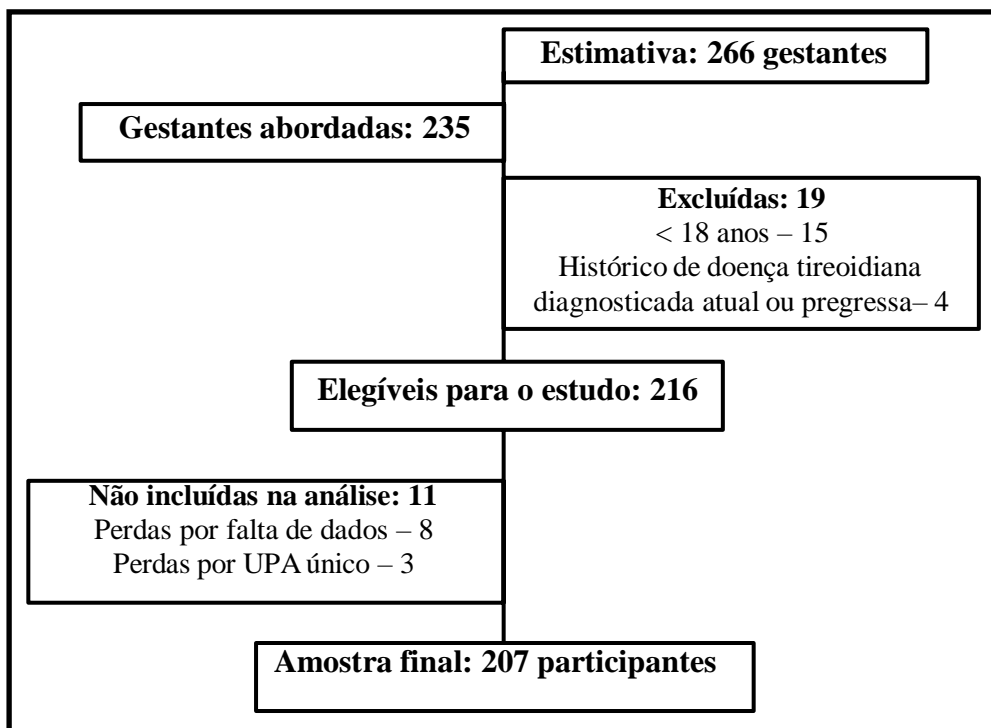 Estimativa: 266 gestantes
Gestantes abordadas: 235
Excluídas: 19
< 18 anos – 15
Histórico de doença tireoidiana
diagnosticada atual ou pregressa– 4
Elegíveis para o estudo: 216
Não incluídas na análise: 11
Perdas por falta de dados – 8
Perdas por UPA único – 3
Amostra final: 207 participantes